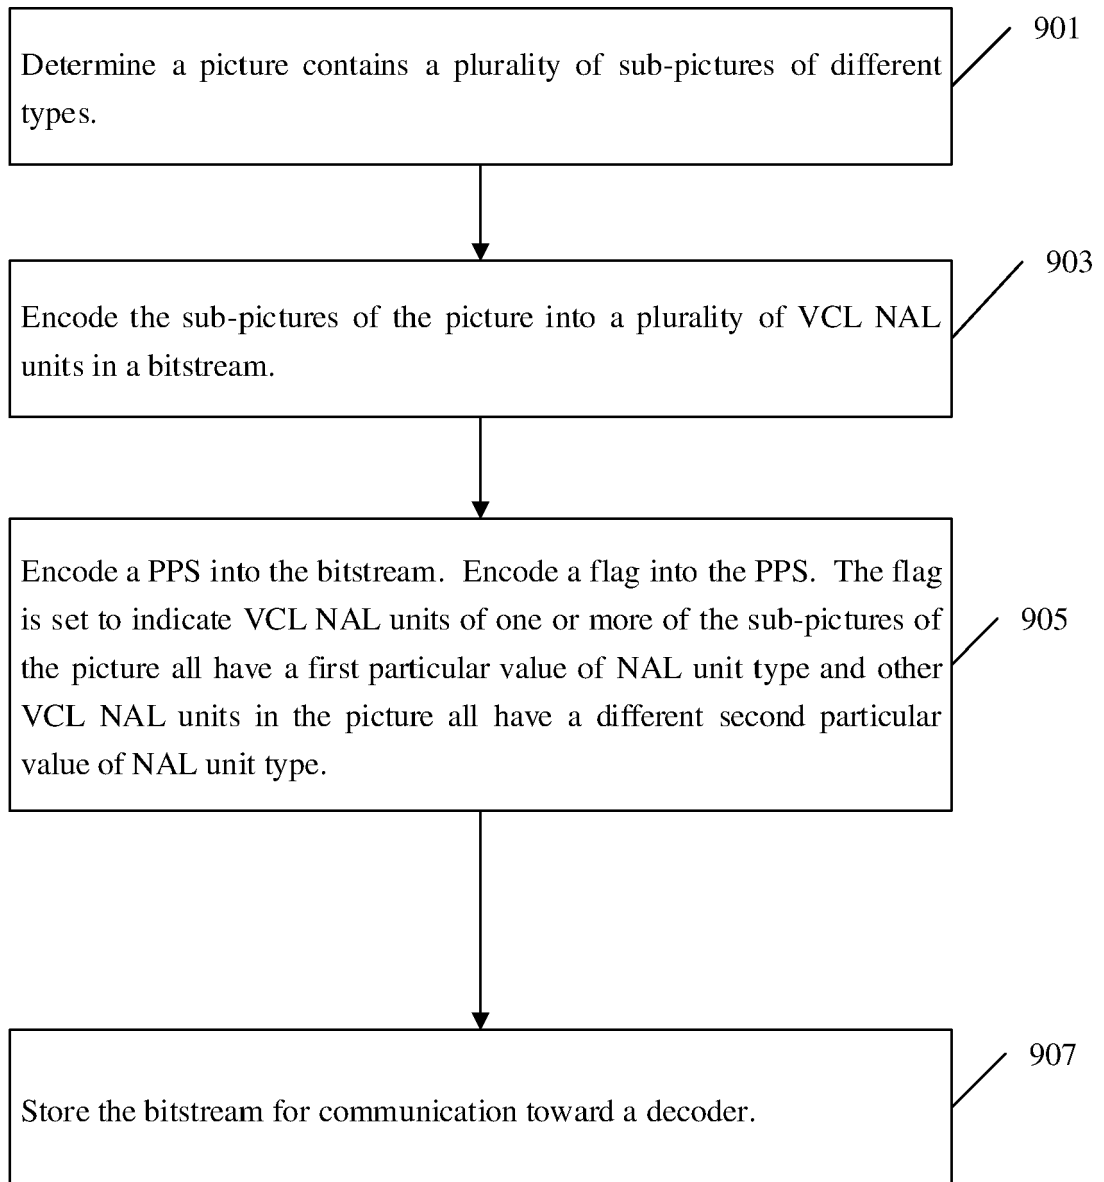 901
Determine a picture contains a plurality of sub-pictures of different
types.
903
Encode the sub-pictures of the picture into a plurality of VCL NAL
units in a bitstream.
Encode a PPS into the bitstream. Encode a flag into the PPS. The flag
is set to indicate VCL NAL units of one or more of the sub-pictures of
the picture all have a first particular value of NAL unit type and other
VCL NAL units in the picture all have a different second particular
value of NAL unit type.
905
907
Store the bitstream for communication toward a decoder.